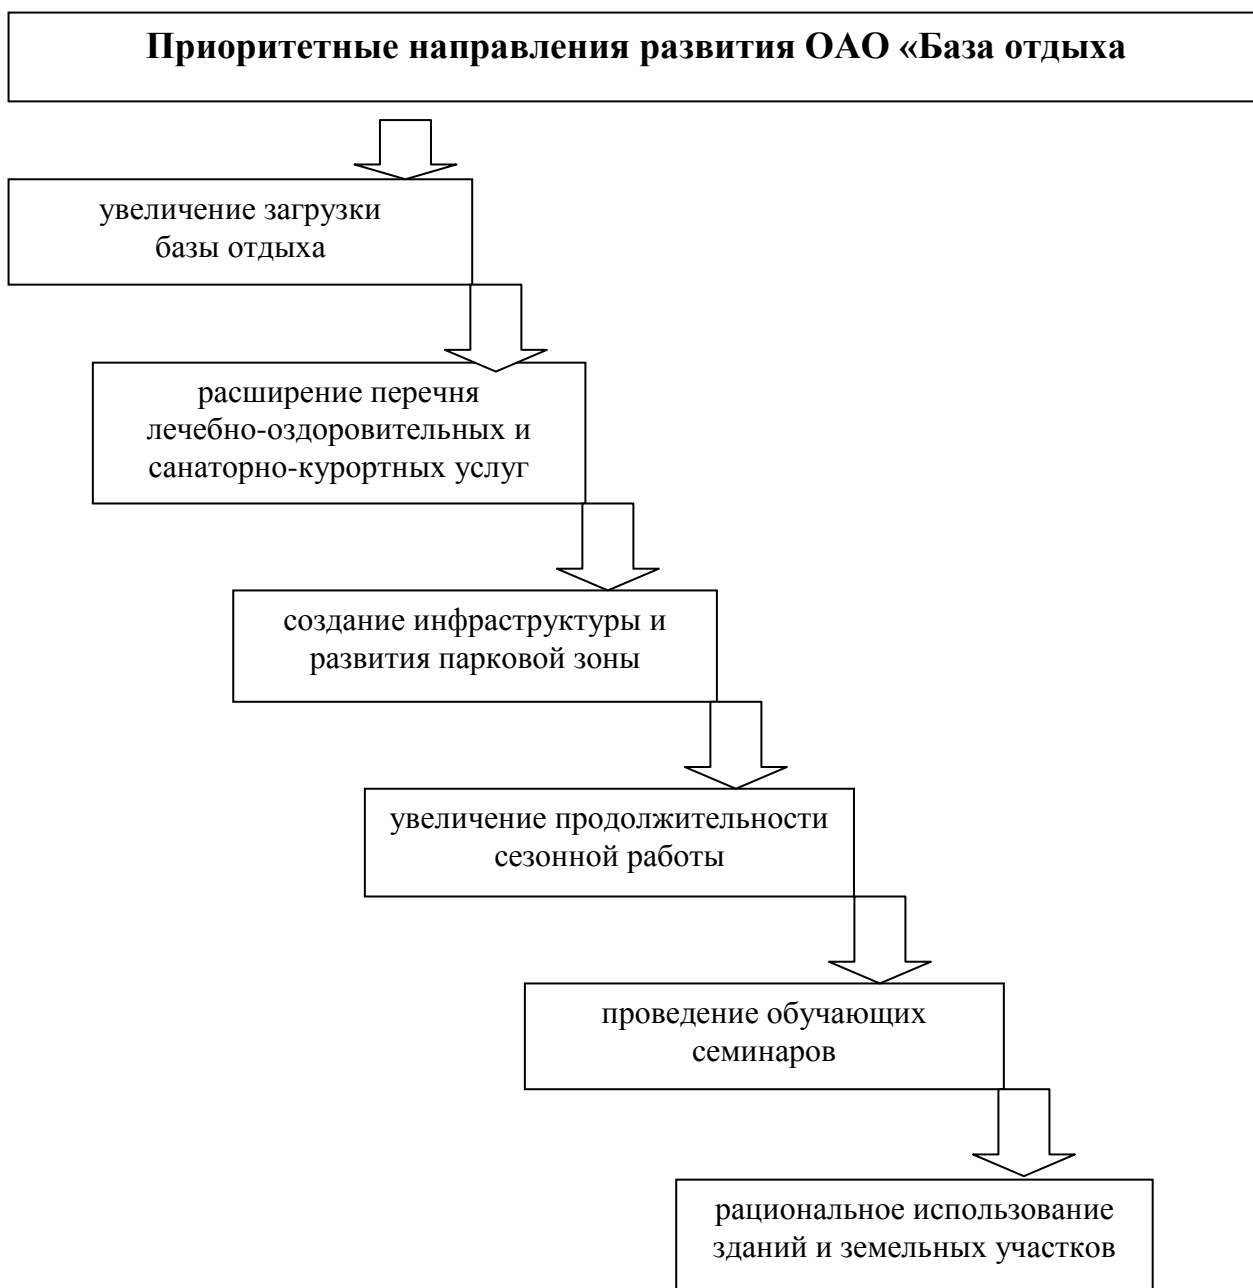 Приоритетные направления развития ОАО «База отдыха
увеличение загрузки
базы отдыха
расширение перечня
лечебно-оздоровительных и
санаторно-курортных услуг
создание инфраструктуры и
развития парковой зоны
увеличение продолжительности
сезонной работы
проведение обучающих
семинаров
рациональное использование
зданий и земельных участков